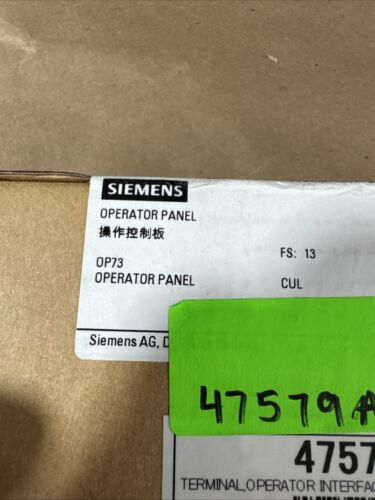 SIEMENS
OPERATOR PANEL
操作控制板
OP73
FS: 13
OPERATOR PANEL
CUL
Siemens AG, D
47579A
4757
TERMINAL,OPERATOR INTERFAC